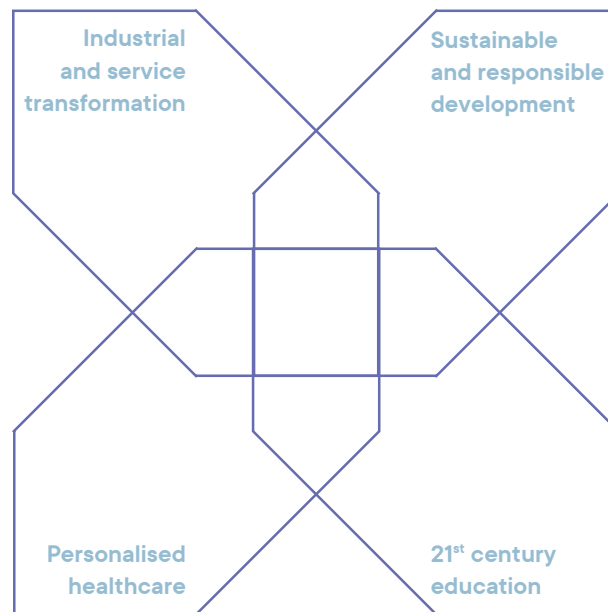 Industrial
and service
transformation
Sustainable
and responsible
development
Personalised
healthcare
21st century
education